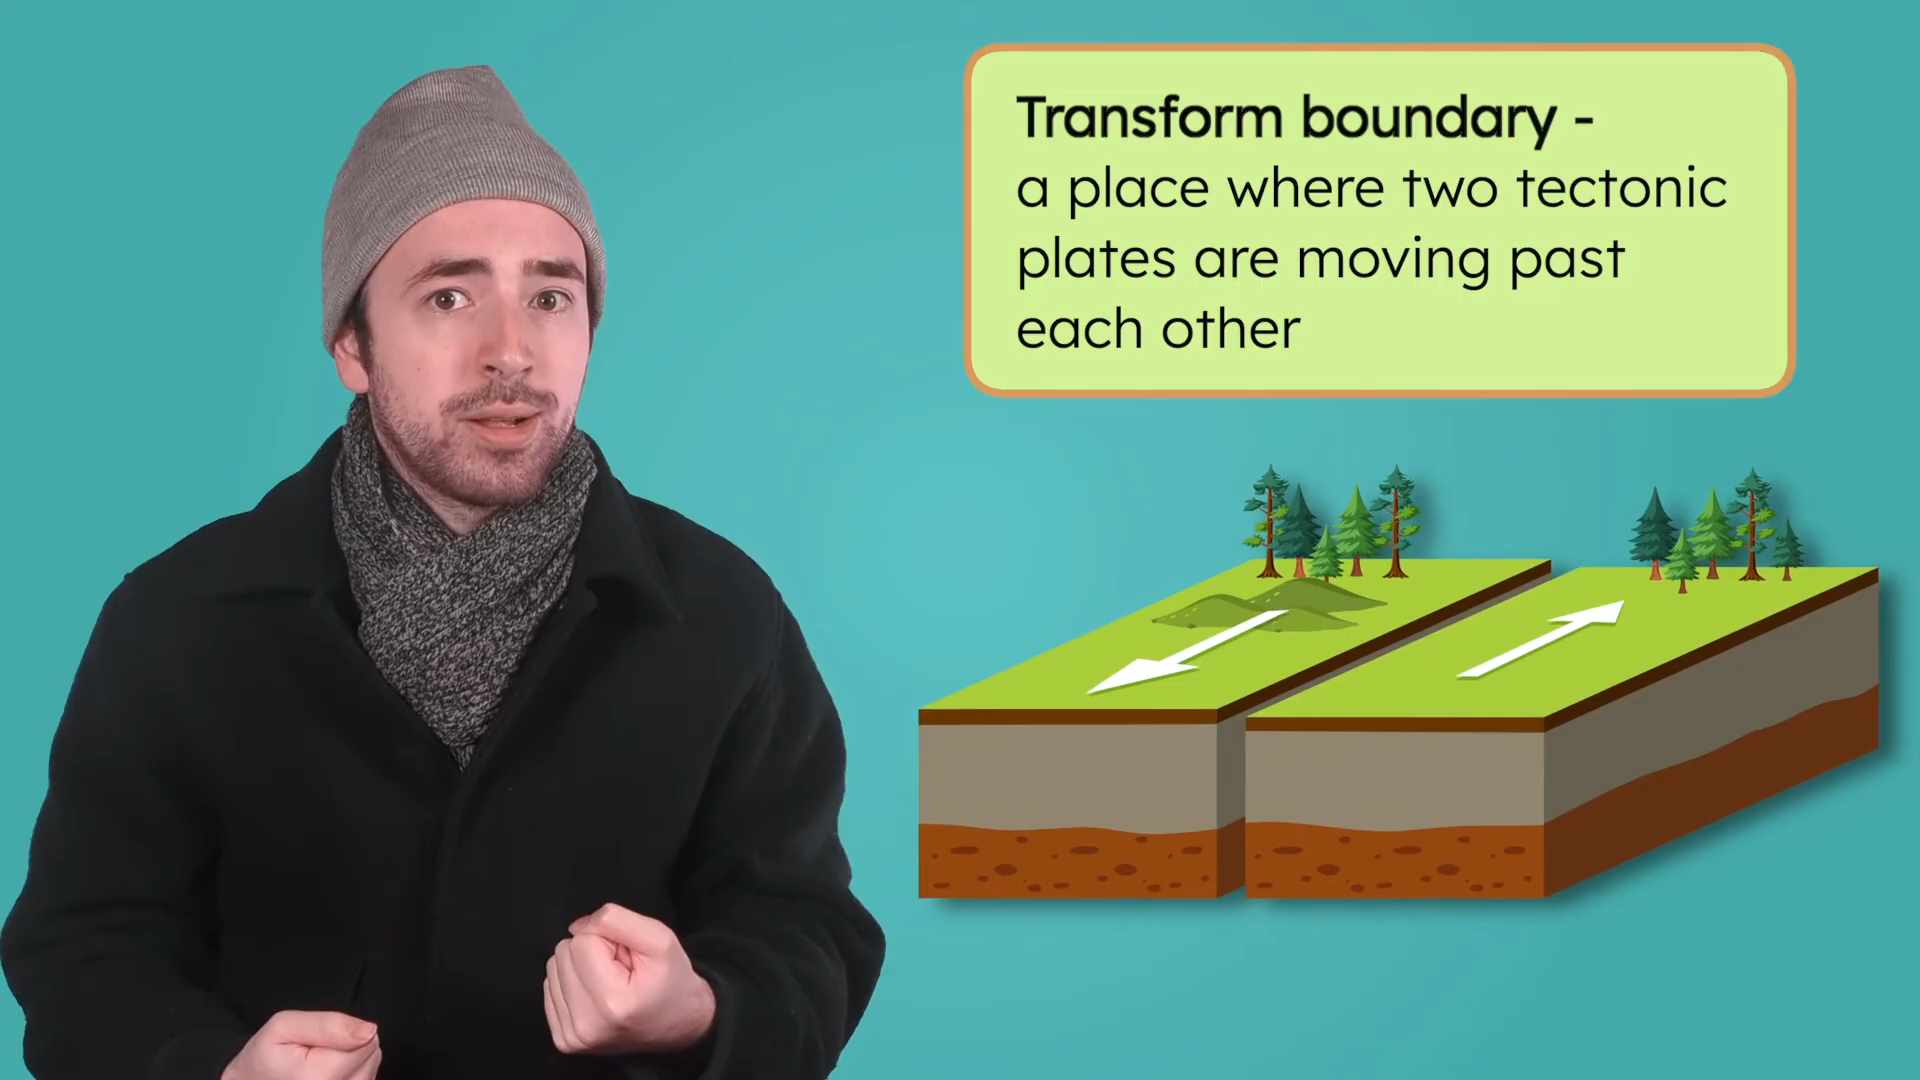 Transform boundary -
a place where two tectonic
plates are moving past
each other